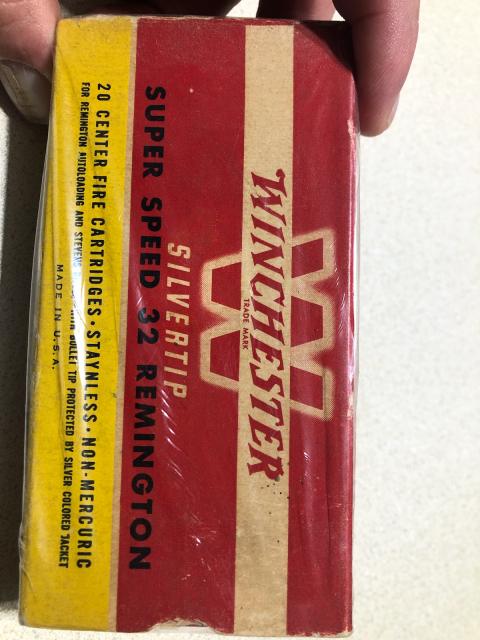 WINCHESTER
TRADE MARK
W
SILVERTIP
SUPER SPEED 32 REMINGTON
20 CENTER FIRE CARTRIDGES • STAYNLESS • NON-MERCURIC
FOR REMINGTON AUTOLOADING AND STEVENS BULLET TIP PROTECTED BY SILVER COLORED JACKET
MADE IN U.S.A.